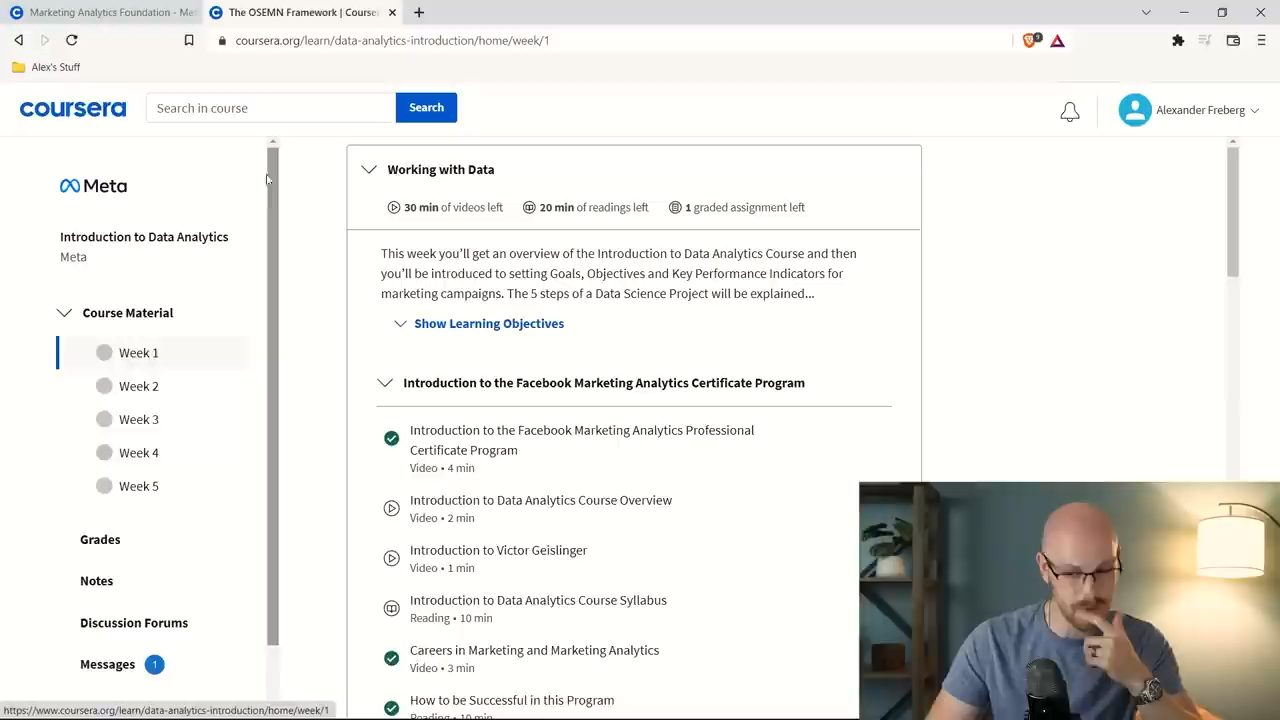 Marketing Analytics Foundation - Met
The OSEMN Framework | Course
coursera.org/learn/data-analytics-introduction/home/week/1
Alex's Stuff
coursera
Search in course
Search
Alexander Freberg
Meta
Introduction to Data Analytics
Meta
Course Material
Week 1
Week 2
Week 3
Week 4
Week 5
Grades
Notes
Discussion Forums
Messages
1
Working with Data
30 min of videos left
20 min of readings left
1 graded assignment left
This week you'll get an overview of the Introduction to Data Analytics Course and then
you'll be introduced to setting Goals, Objectives and Key Performance Indicators for
marketing campaigns. The 5 steps of a Data Science Project will be explained...
Show Learning Objectives
Introduction to the Facebook Marketing Analytics Certificate Program
Introduction to the Facebook Marketing Analytics Professional
Certificate Program
Video • 4 min
Introduction to Data Analytics Course Overview
Video • 2 min
Introduction to Victor Geislinger
Video • 1 min
Introduction to Data Analytics Course Syllabus
Reading • 10 min
Careers in Marketing and Marketing Analytics
Video • 3 min
How to be Successful in this Program
Reading • 10 min
https://www.coursera.org/learn/data-analytics-introduction/home/week/1